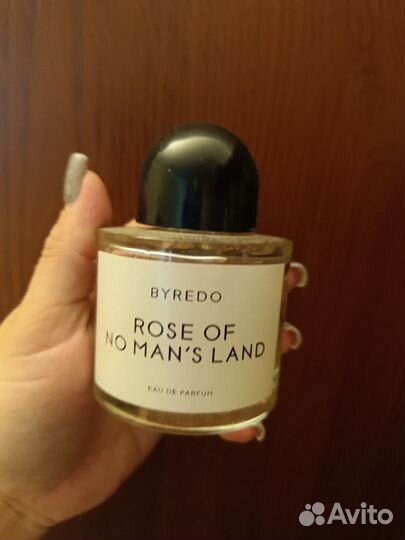 BYREDO
ROSE OF
NO MAN'S LAND
EAU DE PARFUM
Avito